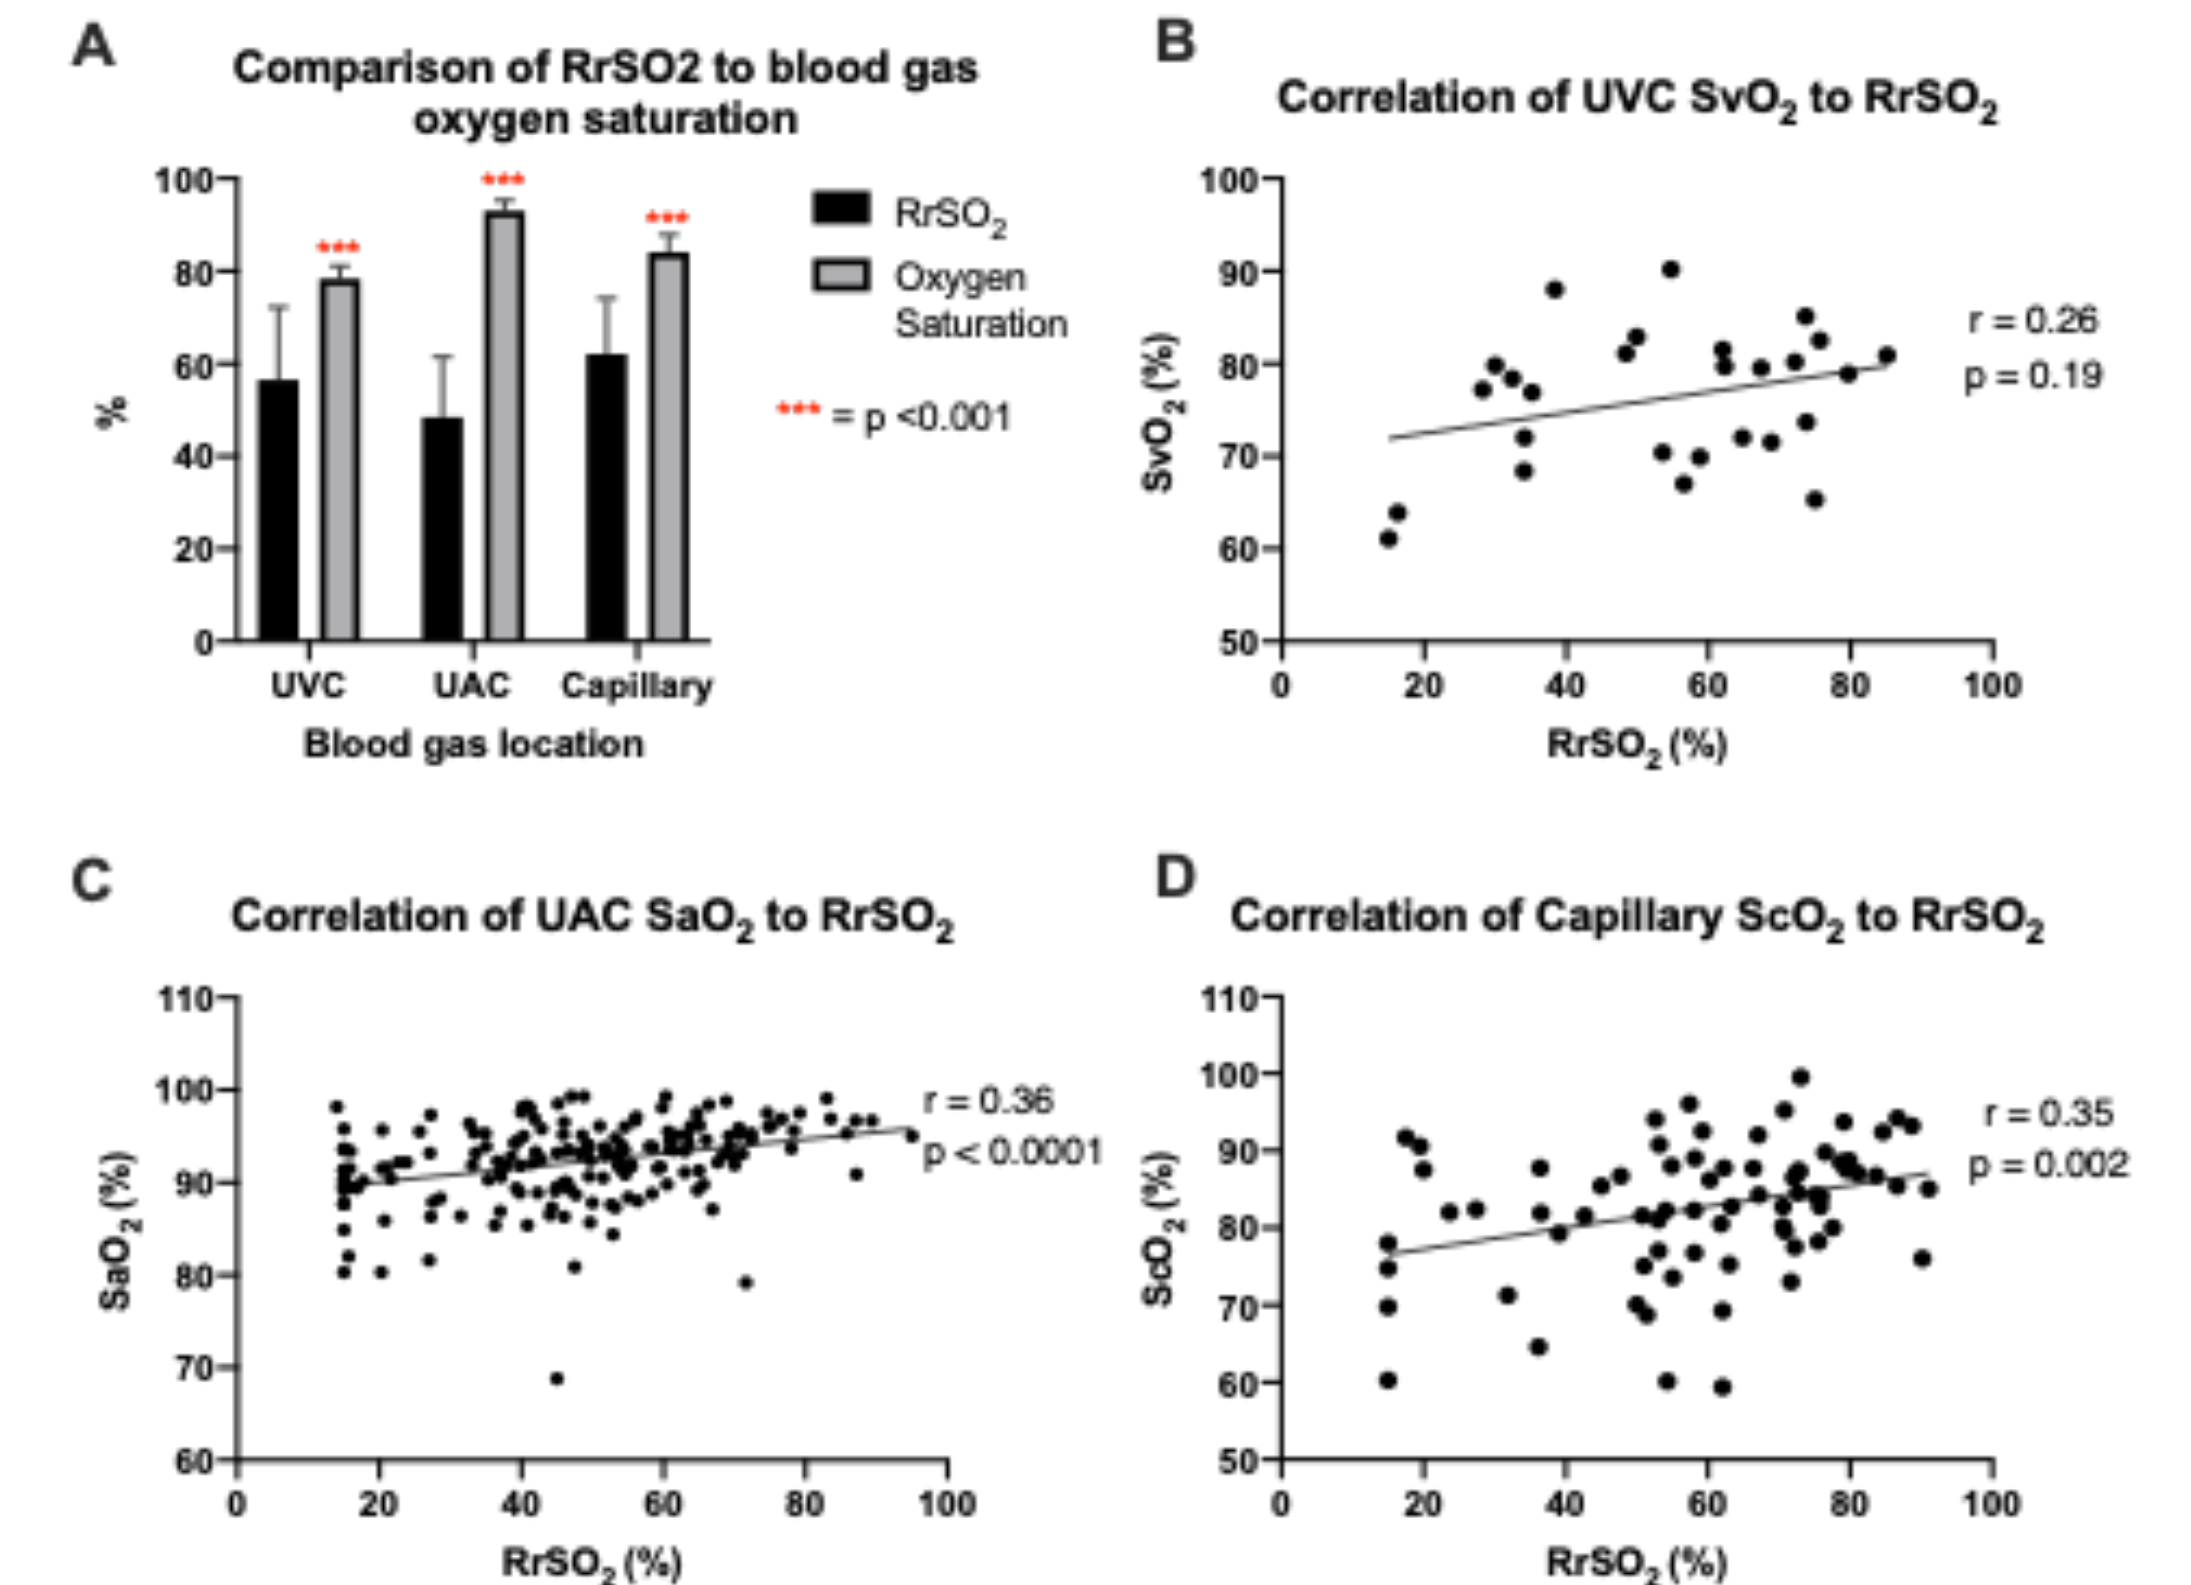 A
Comparison of RrSO2 to blood gas
oxygen saturation
100
80
60
40
20
0
%
***
***
***
RrSO₂
Oxygen
Saturation
*** = p <0.001
UVC UAC Capillary
Blood gas location
B
Correlation of UVC SvO₂ to RrSO₂
100
90
80
70
60
50
SvO₂ (%)
r = 0.26
p = 0.19
0 20 40 60 80 100
RrSO₂ (%)
C
Correlation of UAC SaO₂ to RrSO₂
110
100
90
80
70
60
SaO₂ (%)
r = 0.36
p < 0.0001
0 20 40 60 80 100
RrSO₂ (%)
D
Correlation of Capillary ScO₂ to RrSO₂
110
100
90
80
70
60
50
ScO₂ (%)
r = 0.35
p = 0.002
0 20 40 60 80 100
RrSO₂ (%)